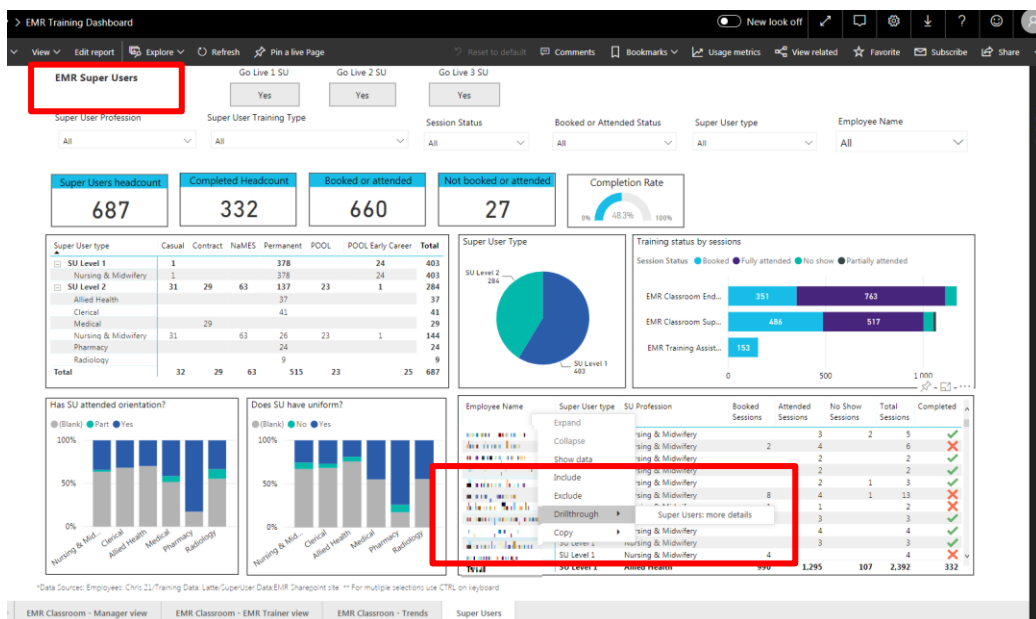 > EMR Training Dashboard New look off ?
View Edit report Explore Refresh Pin a live Page Reset to default Comments Bookmarks Usage metrics View related Favorite Subscribe Share
EMR Super Users
Go Live 1 SU Go Live 2 SU Go Live 3 SU
Yes Yes Yes
Super User Profession Super User Training Type Session Status Booked or Attended Status Super User type Employee Name
All All All All All All
Super Users headcount Completed Headcount Booked or attended Not booked or attended Completion Rate
687 332 660 27 0% 48.3% 100%
Super User type Casual Contract NaMES Permanent POOL POOL Early Career Total
SU Level 1 1 378 24 403
Nursing & Midwifery 1 378 24 403
SU Level 2 31 29 63 137 23 1 284
Allied Health 37 37
Clerical 41 41
Medical 29 29
Nursing & Midwifery 31 63 26 23 1 144
Pharmacy 24 24
Radiology 9 9
Total 32 29 63 515 23 25 687
Super User Type
SU Level 2
284
SU Level 1
403
Training status by sessions
Session Status Booked Fully attended No show Partially attended
EMR Classroom End... 351 763
EMR Classroom Sup... 486 517
EMR Training Assist... 153
0 500 1 000
Has SU attended orientation?
(Blank) Part Yes
100%
50%
0%
Nursing & Mid... Clerical Allied Health Medical Pharmacy Radiology
Does SU have uniform?
(Blank) No Yes
100%
50%
0%
Nursing & Mid... Clerical Allied Health Medical Pharmacy Radiology
Employee Name Super User type SU Profession Booked Sessions Attended Sessions No Show Sessions Total Sessions Completed
rsing & Midwifery 3 2 5
rsing & Midwifery 2 4 6
rsing & Midwifery 2 2
rsing & Midwifery 2 2
rsing & Midwifery 2 1 3
rsing & Midwifery 8 4 1 13
1 2
3 3
rsing & Midwifery 4 4
SU Level 1 Nursing & Midwifery 3 3
SU Level 1 Nursing & Midwifery 4 4
Total SU Level 1 Allied Health 990 1,295 107 2,392 332
Expand
Collapse
Show data
Include
Exclude
Drillthrough Super Users: more details
Copy
*Data Sources: Employees: Chris 21/Training Data: Latte/SuperUser Data:EMR Sharepoint site ** For multiple selections use CTRL on keyboard
EMR Classroom - Manager view EMR Classroom - EMR Trainer view EMR Classroon - Trends Super Users